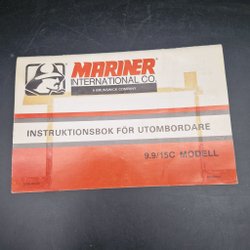 MARINER
INTERNATIONAL CO.
A BRUNSWICK COMPANY
INSTRUKTIONSBOK FÖR UTOMBORDARE
9.9/15C MODELL